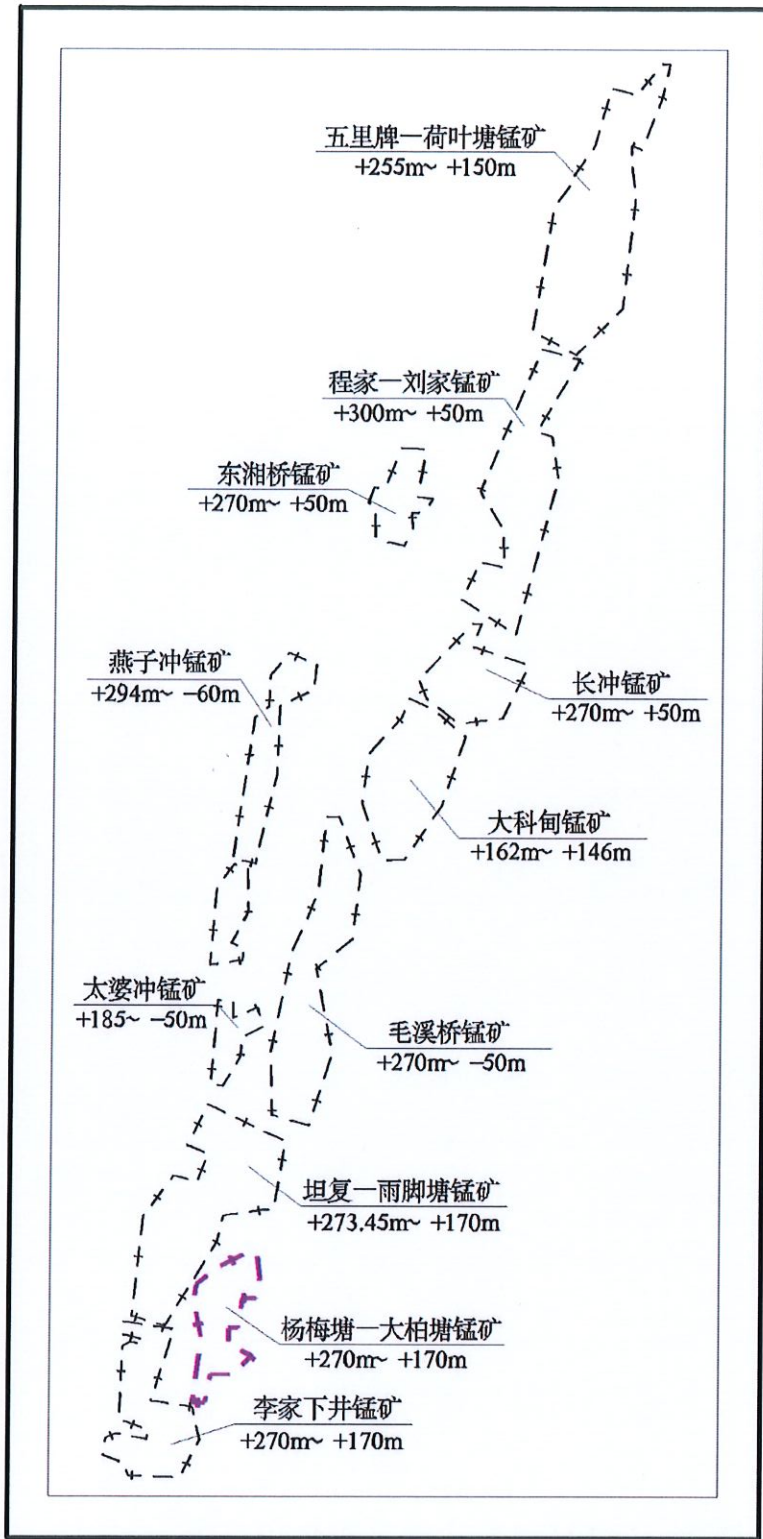 五里牌—荷叶塘锰矿
+255m~ +150m
程家—刘家锰矿
+300m~ +50m
东湘桥锰矿
+270m~ +50m
燕子冲锰矿
+294m~ −60m
长冲锰矿
+270m~ +50m
大科甸锰矿
+162m~ +146m
太婆冲锰矿
+185~ −50m
毛溪桥锰矿
+270m~ −50m
坦复—雨脚塘锰矿
+273.45m~ +170m
杨梅塘—大柏塘锰矿
+270m~ +170m
李家下井锰矿
+270m~ +170m